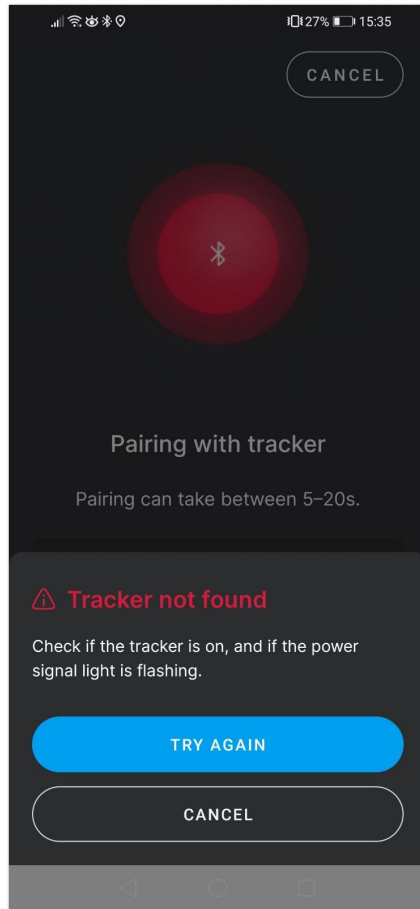 27% 15:35
CANCEL
Pairing with tracker
Pairing can take between 5–20s.
Tracker not found
Check if the tracker is on, and if the power
signal light is flashing.
TRY AGAIN
CANCEL